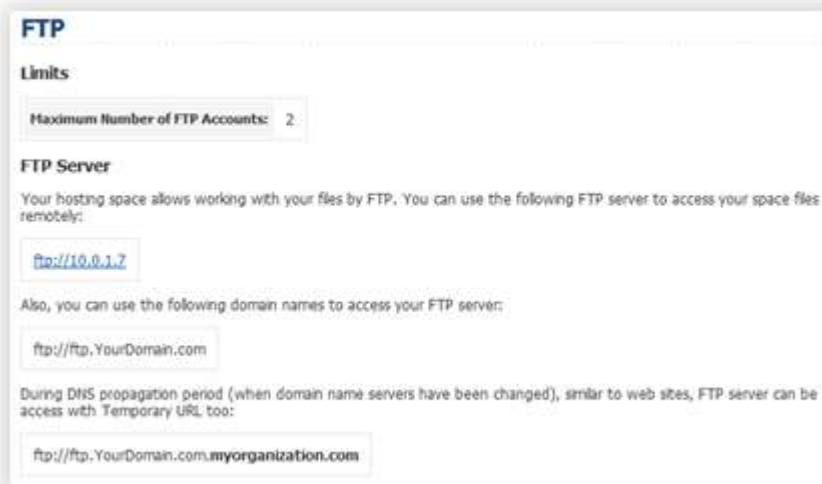 FTP
Limits
Maximum Number of FTP Accounts: 2
FTP Server
Your hosting space allows working with your files by FTP. You can use the following FTP server to access your space files
remotely:
ftp://10.0.1.7
Also, you can use the following domain names to access your FTP server:
ftp://ftp.YourDomain.com
During DNS propagation period (when domain name servers have been changed), similar to web sites, FTP server can be
access with Temporary URL too:
ftp://ftp.YourDomain.com.myorganization.com